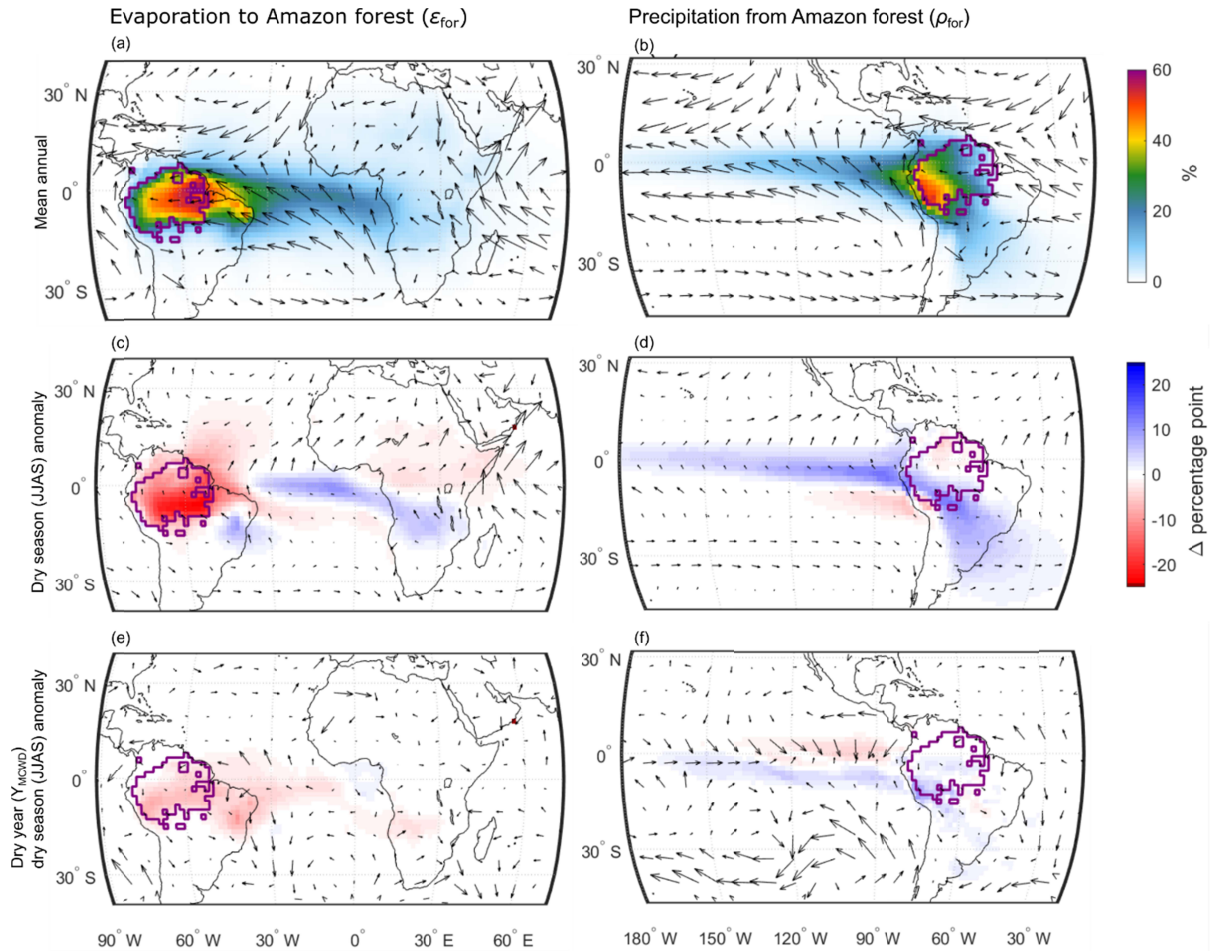 Evaporation to Amazon forest (εfor)
Precipitation from Amazon forest (ρfor)
(a)
(b)
Mean annual
30° N
0°
30° S
30° N
0°
30° S
60
40
20
0
%
(c)
(d)
Dry season (JJAS) anomaly
30° N
0°
30° S
30° N
0°
30° S
20
10
0
-10
-20
Δ percentage point
(e)
(f)
Dry year (YMCWD)
dry season (JJAS) anomaly
30° N
0°
30° S
30° N
0°
30° S
90° W 60° W 30° W 0° 30° E 60° E
180° W 150° W 120° W 90° W 60° W 30° W